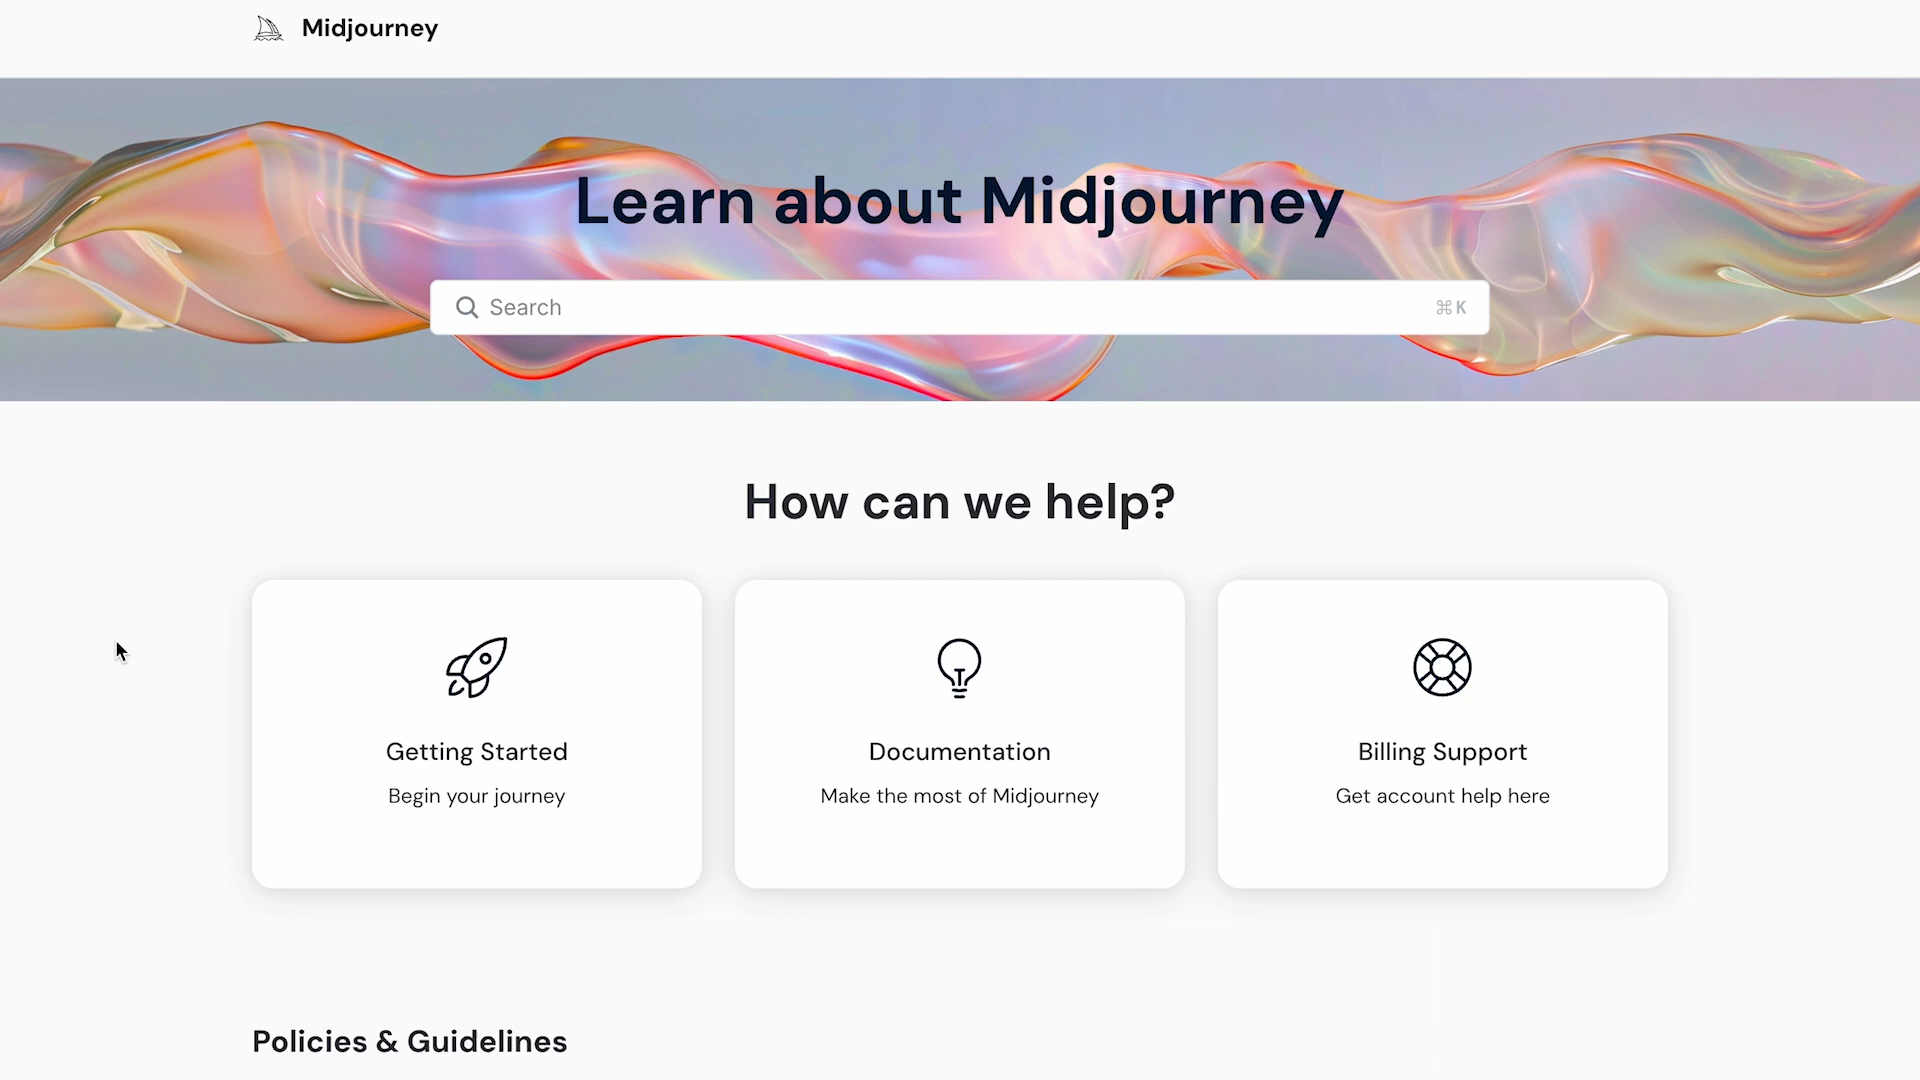 Midjourney
Learn about Midjourney
Search
⌘ K
How can we help?
Getting Started
Begin your journey
Documentation
Make the most of Midjourney
Billing Support
Get account help here
Policies & Guidelines